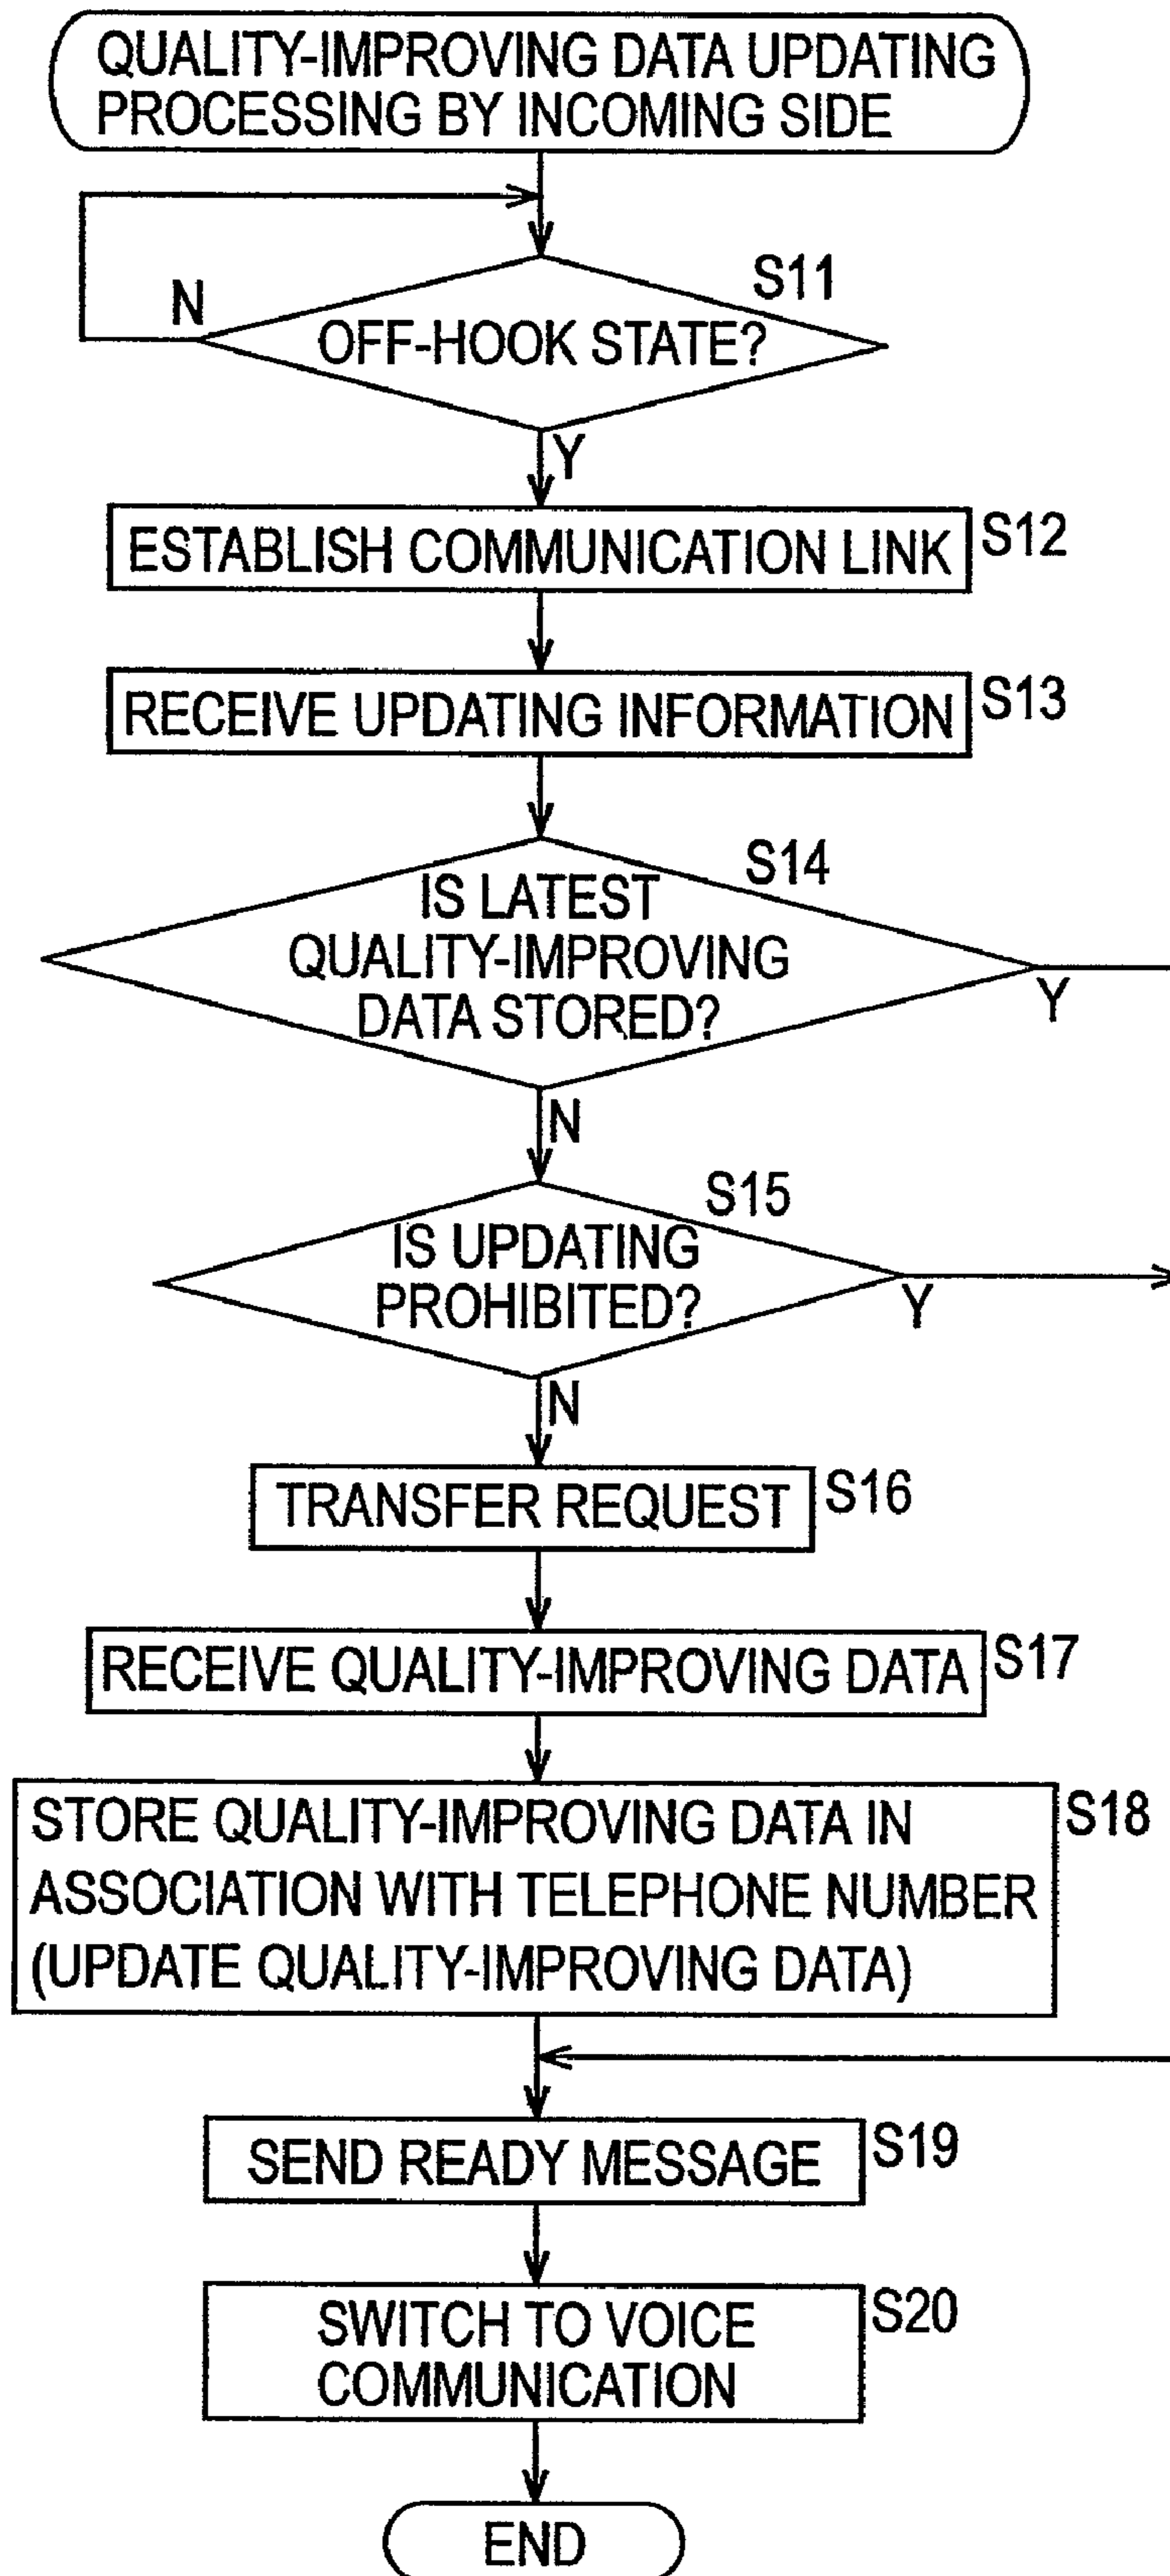 QUALITY-IMPROVING DATA UPDATING
PROCESSING BY INCOMING SIDE
S11
N
OFF-HOOK STATE?
Y
ESTABLISH COMMUNICATION LINK
S12
RECEIVE UPDATING INFORMATION
S13
S14
IS LATEST
QUALITY-IMPROVING
DATA STORED?
Y
N
S15
IS UPDATING
PROHIBITED?
Y
N
TRANSFER REQUEST
S16
RECEIVE QUALITY-IMPROVING DATA
S17
STORE QUALITY-IMPROVING DATA IN
S18
ASSOCIATION WITH TELEPHONE NUMBER
(UPDATE QUALITY-IMPROVING DATA)
SEND READY MESSAGE
S19
SWITCH TO VOICE
S20
COMMUNICATION
END